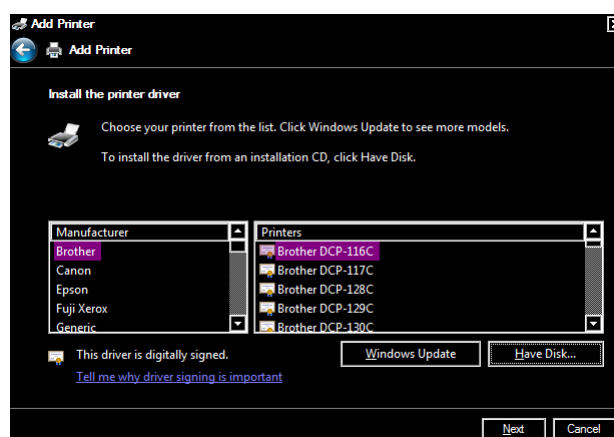 Add Printer
Add Printer
Install the printer driver
Choose your printer from the list. Click Windows Update to see more models.
To install the driver from an installation CD, click Have Disk.
Manufacturer
Brother
Canon
Epson
Fuji Xerox
Generic
Printers
Brother DCP-116C
Brother DCP-117C
Brother DCP-128C
Brother DCP-129C
Brother DCP-130C
This driver is digitally signed.
Tell me why driver signing is important
Windows Update
Have Disk...
Next
Cancel